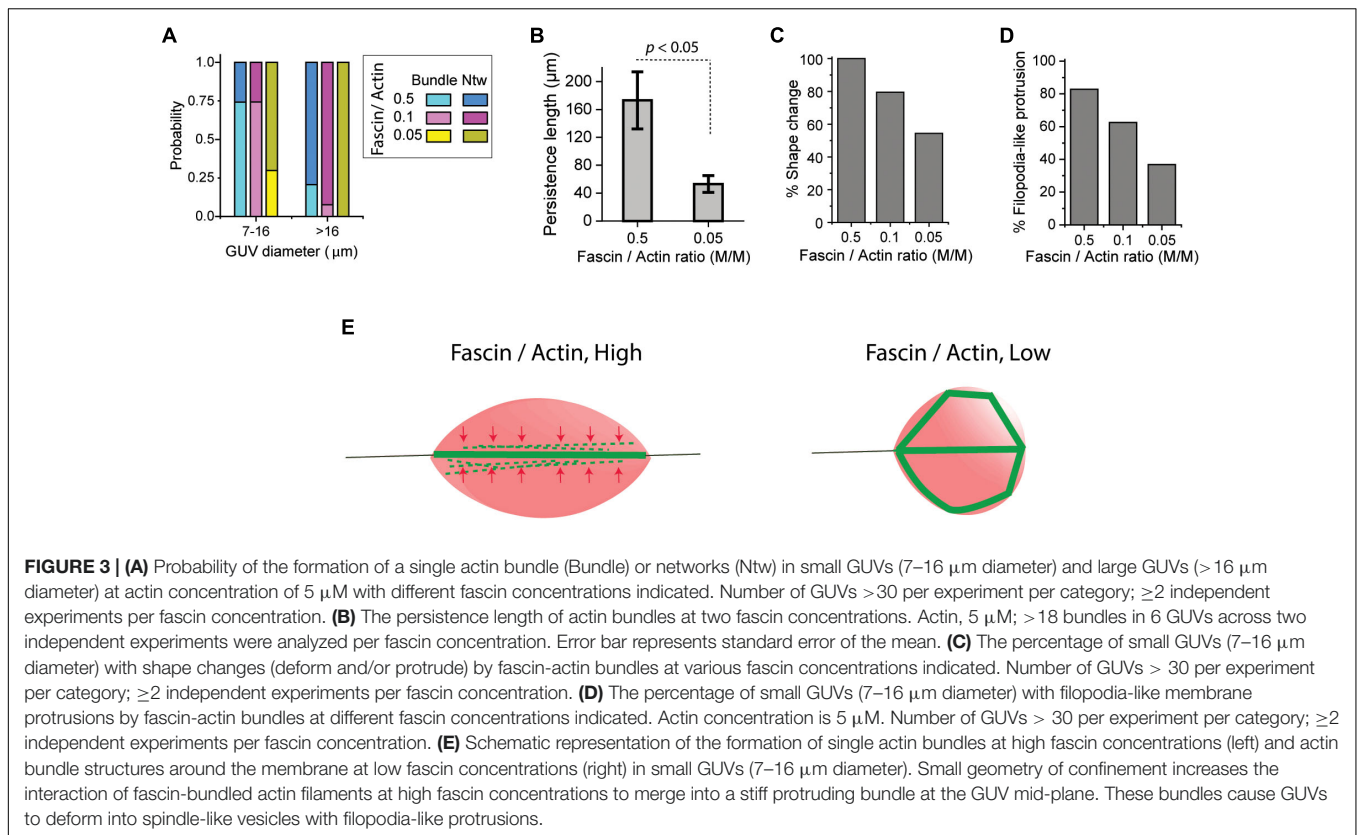 A
Probability
1.0
0.75
0.5
0.25
0.0
7-16
>16
GUV diameter (μm)
Fascin/ Actin
Bundle Ntw
0.5
0.1
0.05
B
p < 0.05
Persistence length (μm)
200
160
120
80
40
0
0.5
0.05
Fascin / Actin ratio (M/M)
C
% Shape change
100
80
60
40
20
0
0.5
0.1
0.05
Fascin / Actin ratio (M/M)
D
% Filopodia-like protrusion
100
80
60
40
20
0
0.5
0.1
0.05
Fascin / Actin ratio (M/M)
E
Fascin / Actin, High
Fascin / Actin, Low
FIGURE 3 | (A) Probability of the formation of a single actin bundle (Bundle) or networks (Ntw) in small GUVs (7–16 μm diameter) and large GUVs (>16 μm
diameter) at actin concentration of 5 μM with different fascin concentrations indicated. Number of GUVs >30 per experiment per category; ≥2 independent
experiments per fascin concentration. (B) The persistence length of actin bundles at two fascin concentrations. Actin, 5 μM; >18 bundles in 6 GUVs across two
independent experiments were analyzed per fascin concentration. Error bar represents standard error of the mean. (C) The percentage of small GUVs (7–16 μm
diameter) with shape changes (deform and/or protrude) by fascin-actin bundles at various fascin concentrations indicated. Number of GUVs > 30 per experiment
per category; ≥2 independent experiments per fascin concentration. (D) The percentage of small GUVs (7–16 μm diameter) with filopodia-like membrane
protrusions by fascin-actin bundles at different fascin concentrations indicated. Actin concentration is 5 μM. Number of GUVs > 30 per experiment per category; ≥2
independent experiments per fascin concentration. (E) Schematic representation of the formation of single actin bundles at high fascin concentrations (left) and actin
bundle structures around the membrane at low fascin concentrations (right) in small GUVs (7–16 μm diameter). Small geometry of confinement increases the
interaction of fascin-bundled actin filaments at high fascin concentrations to merge into a stiff protruding bundle at the GUV mid-plane. These bundles cause GUVs
to deform into spindle-like vesicles with filopodia-like protrusions.